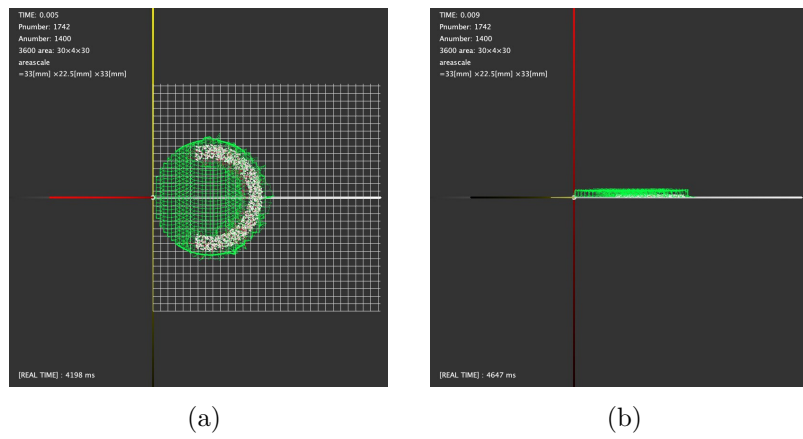 TIME: 0.005
Pnumber: 1742
Anumber: 1400
3600 area: 30×4×30
areascale
=33[mm] ×22.5[mm] ×33[mm]
[REAL TIME] : 4198 ms
(a)
TIME: 0.009
Pnumber: 1742
Anumber: 1400
3600 area: 30×4×30
areascale
=33[mm] ×22.5[mm] ×33[mm]
[REAL TIME] : 4647 ms
(b)